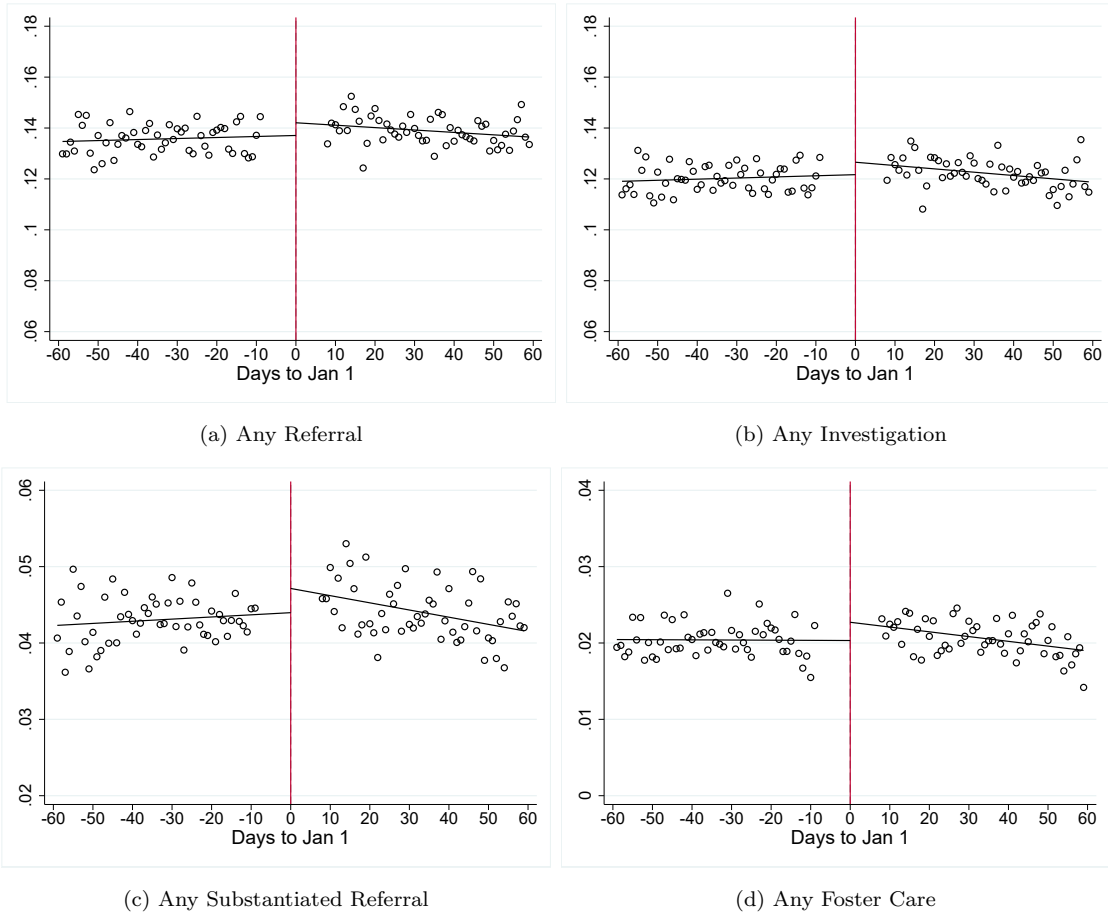 .18
.16
.14
.12
.1
.08
.06
-60 -50 -40 -30 -20 -10 0 10 20 30 40 50 60
Days to Jan 1
(a) Any Referral
.18
.16
.14
.12
.1
.08
.06
-60 -50 -40 -30 -20 -10 0 10 20 30 40 50 60
Days to Jan 1
(b) Any Investigation
.06
.05
.04
.03
.02
-60 -50 -40 -30 -20 -10 0 10 20 30 40 50 60
Days to Jan 1
(c) Any Substantiated Referral
.04
.03
.02
.01
0
-60 -50 -40 -30 -20 -10 0 10 20 30 40 50 60
Days to Jan 1
(d) Any Foster Care